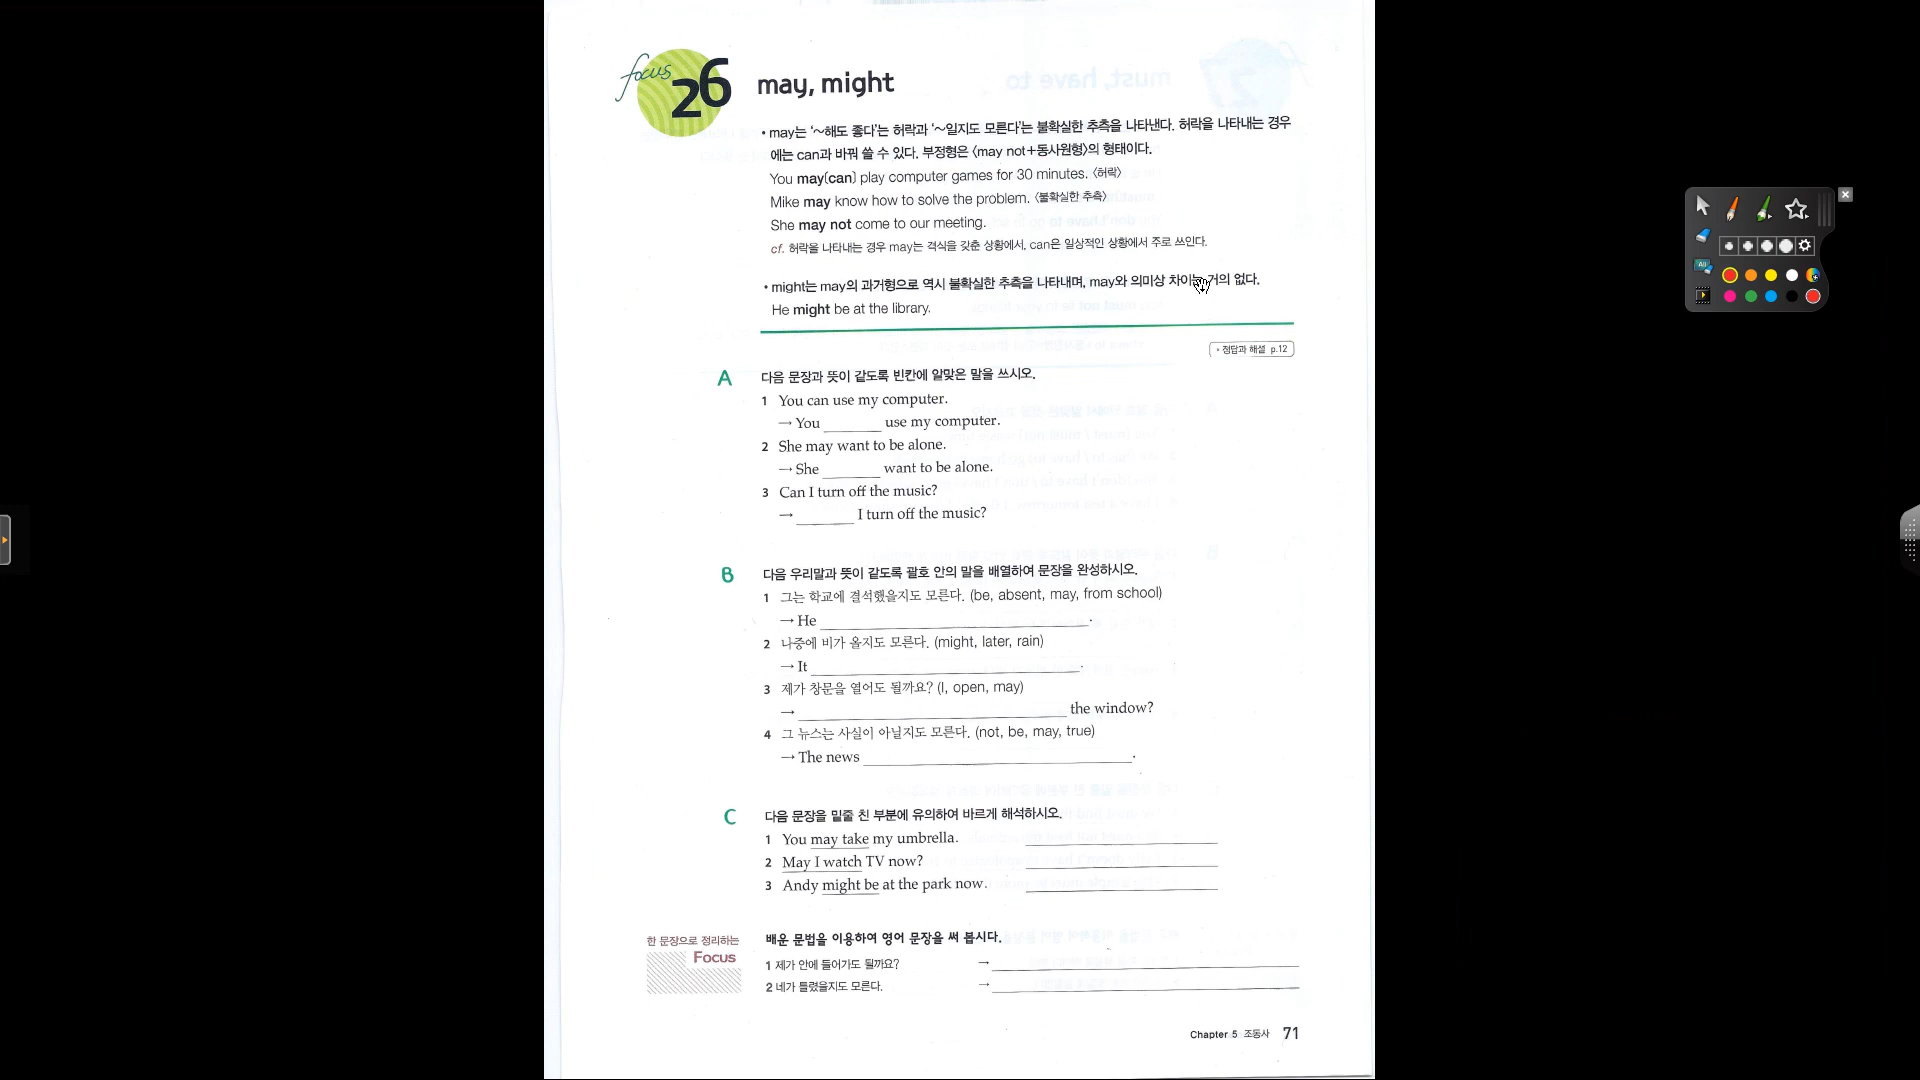 focus 26 may, might
• may는 ‘~해도 좋다’는 허락과 ‘~일지도 모른다’는 불확실한 추측을 나타낸다. 허락을 나타내는 경우
에는 can과 바꿔 쓸 수 있다. 부정형은 〈may not+동사원형〉의 형태이다.
You may(can) play computer games for 30 minutes. 〈허락〉
Mike may know how to solve the problem. 〈불확실한 추측〉
She may not come to our meeting.
cf. 허락을 나타내는 경우 may는 격식을 갖춘 상황에서, can은 일상적인 상황에서 주로 쓰인다.
• might는 may의 과거형으로 역시 불확실한 추측을 나타내며, may와 의미상 차이는 거의 없다.
He might be at the library.
• 정답과 해설 p.12
A 다음 문장과 뜻이 같도록 빈칸에 알맞은 말을 쓰시오.
1 You can use my computer.
→ You ______ use my computer.
2 She may want to be alone.
→ She ______ want to be alone.
3 Can I turn off the music?
→ ______ I turn off the music?
B 다음 우리말과 뜻이 같도록 괄호 안의 말을 배열하여 문장을 완성하시오.
1 그는 학교에 결석했을지도 모른다. (be, absent, may, from school)
→ He ______.
2 나중에 비가 올지도 모른다. (might, later, rain)
→ It ______.
3 제가 창문을 열어도 될까요? (I, open, may)
→ ______ the window?
4 그 뉴스는 사실이 아닐지도 모른다. (not, be, may, true)
→ The news ______.
C 다음 문장을 밑줄 친 부분에 유의하여 바르게 해석하시오.
1 You may take my umbrella. ______
2 May I watch TV now? ______
3 Andy might be at the park now. ______
한 문장으로 정리하는
Focus
배운 문법을 이용하여 영어 문장을 써 봅시다.
1 제가 안에 들어가도 될까요? → ______
2 네가 틀렸을지도 모른다. → ______
Chapter 5 조동사 71
All